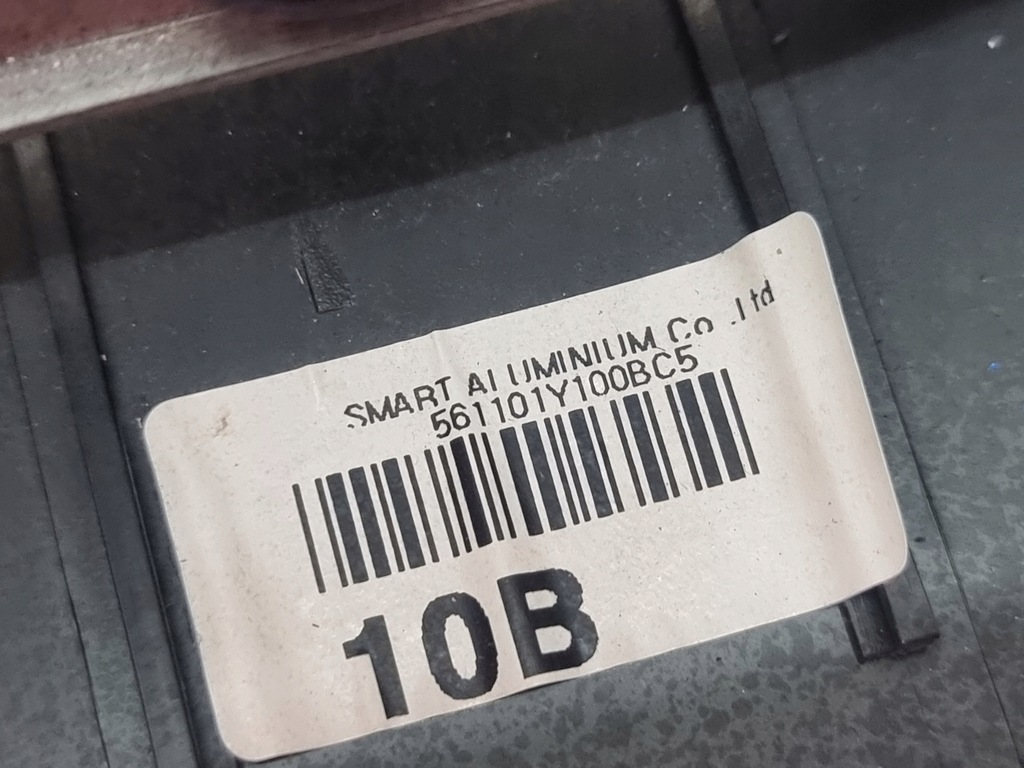 SMART ALUMINIUM Co .,Ltd
561101Y100BC5
10B